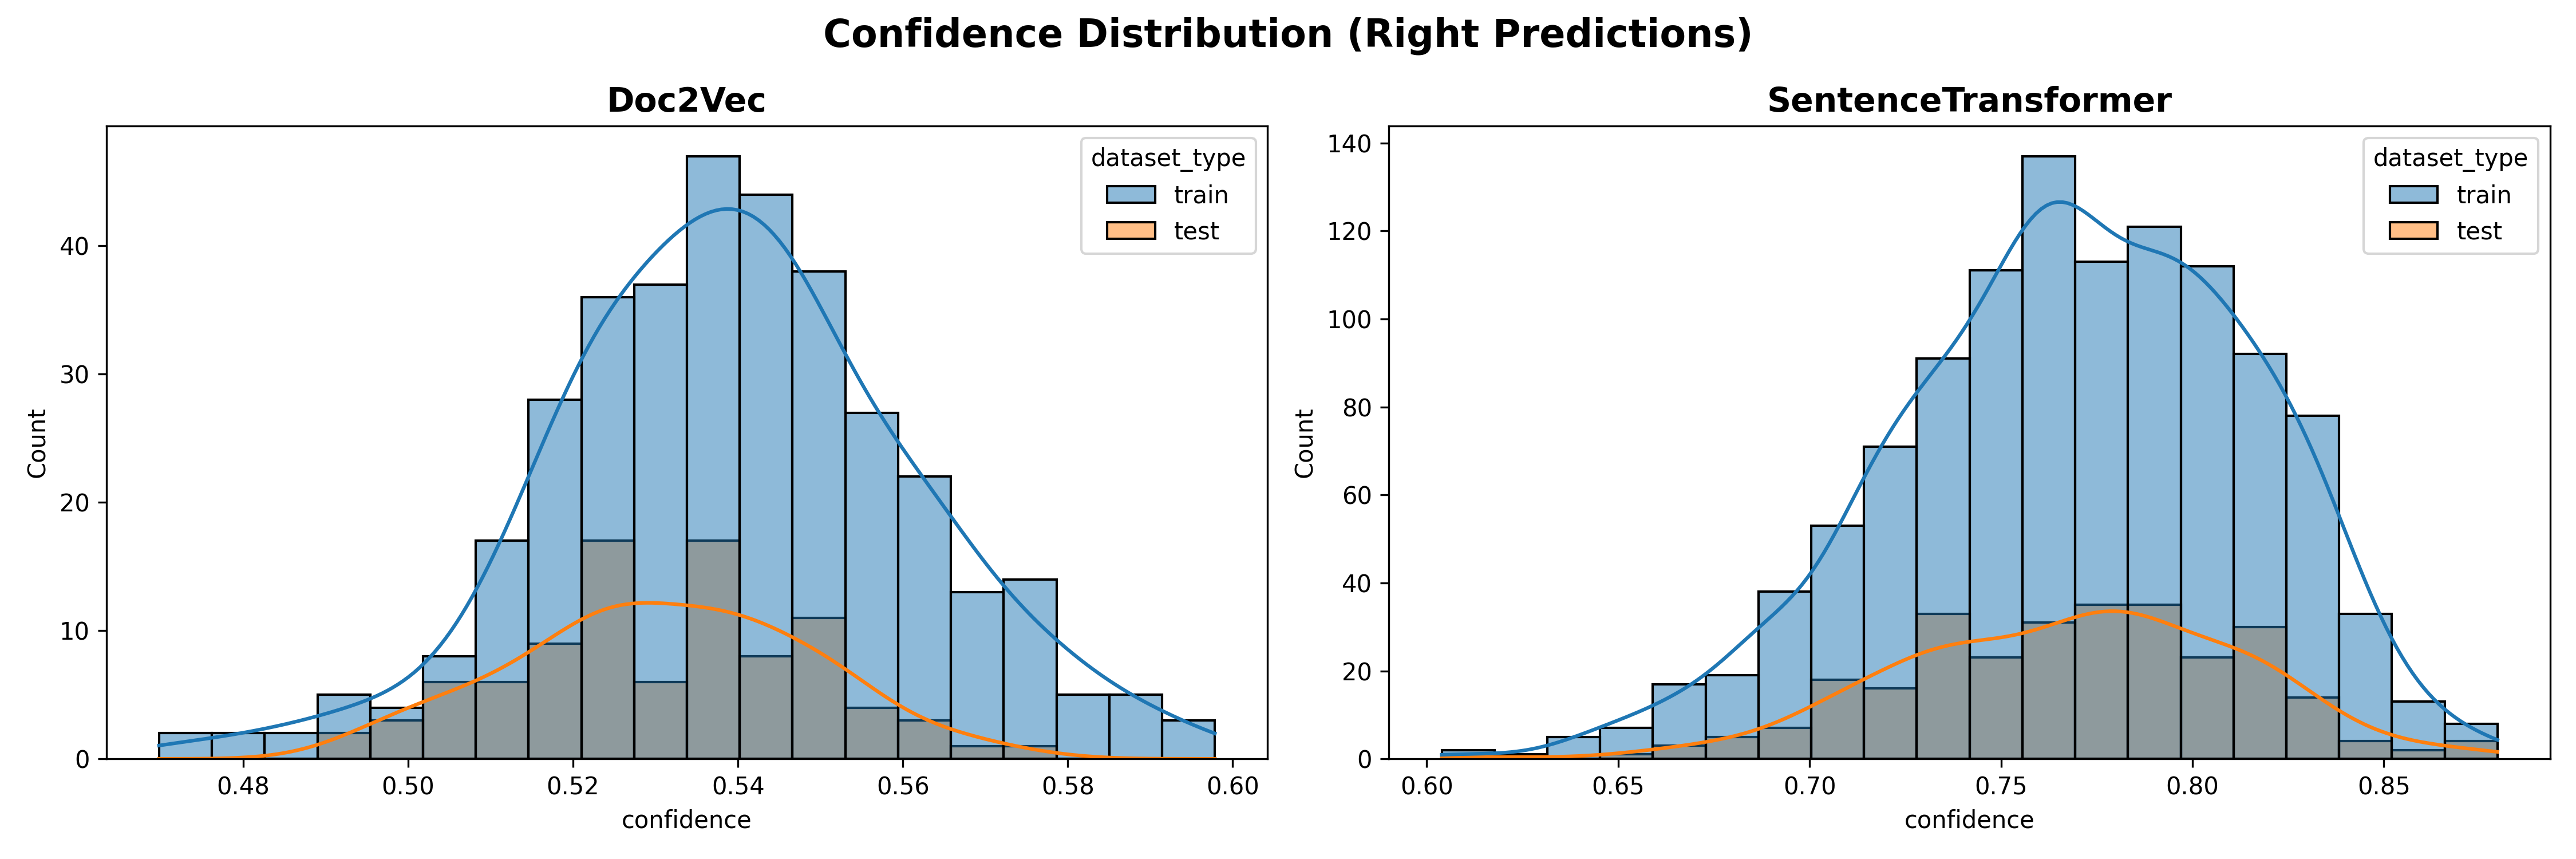 Confidence Distribution (Right Predictions)
Doc2Vec
dataset_type
train
test
Count
40
30
20
10
0
0.48 0.50 0.52 0.54 0.56 0.58 0.60
confidence
SentenceTransformer
dataset_type
train
test
Count
140
120
100
80
60
40
20
0
0.60 0.65 0.70 0.75 0.80 0.85
confidence